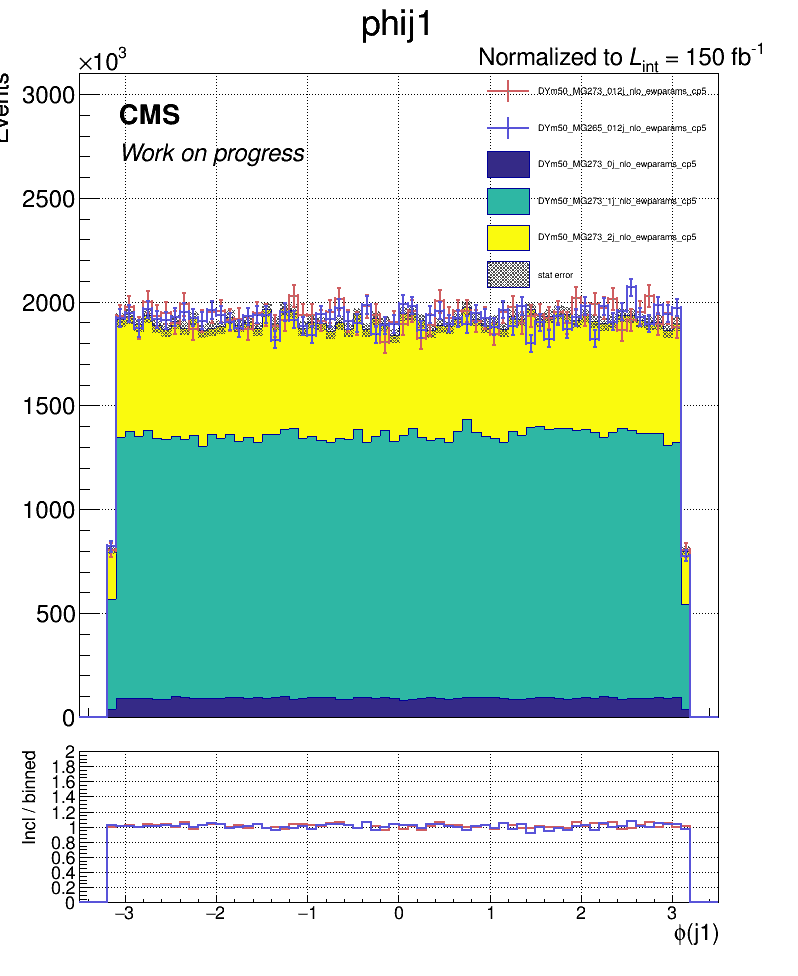 phij1
×10³
Normalized to Lint = 150 fb-1
Events
3000
2500
2000
1500
1000
500
0
CMS
Work on progress
DYm50_MG273_012j_nlo_ewparams_cp5
DYm50_MG265_012j_nlo_ewparams_cp5
DYm50_MG273_0j_nlo_ewparams_cp5
DYm50_MG273_1j_nlo_ewparams_cp5
DYm50_MG273_2j_nlo_ewparams_cp5
stat error
Incl / binned
2
1.8
1.6
1.4
1.2
1
0.8
0.6
0.4
0.2
0
−3 −2 −1 0 1 2 3
ϕ(j1)